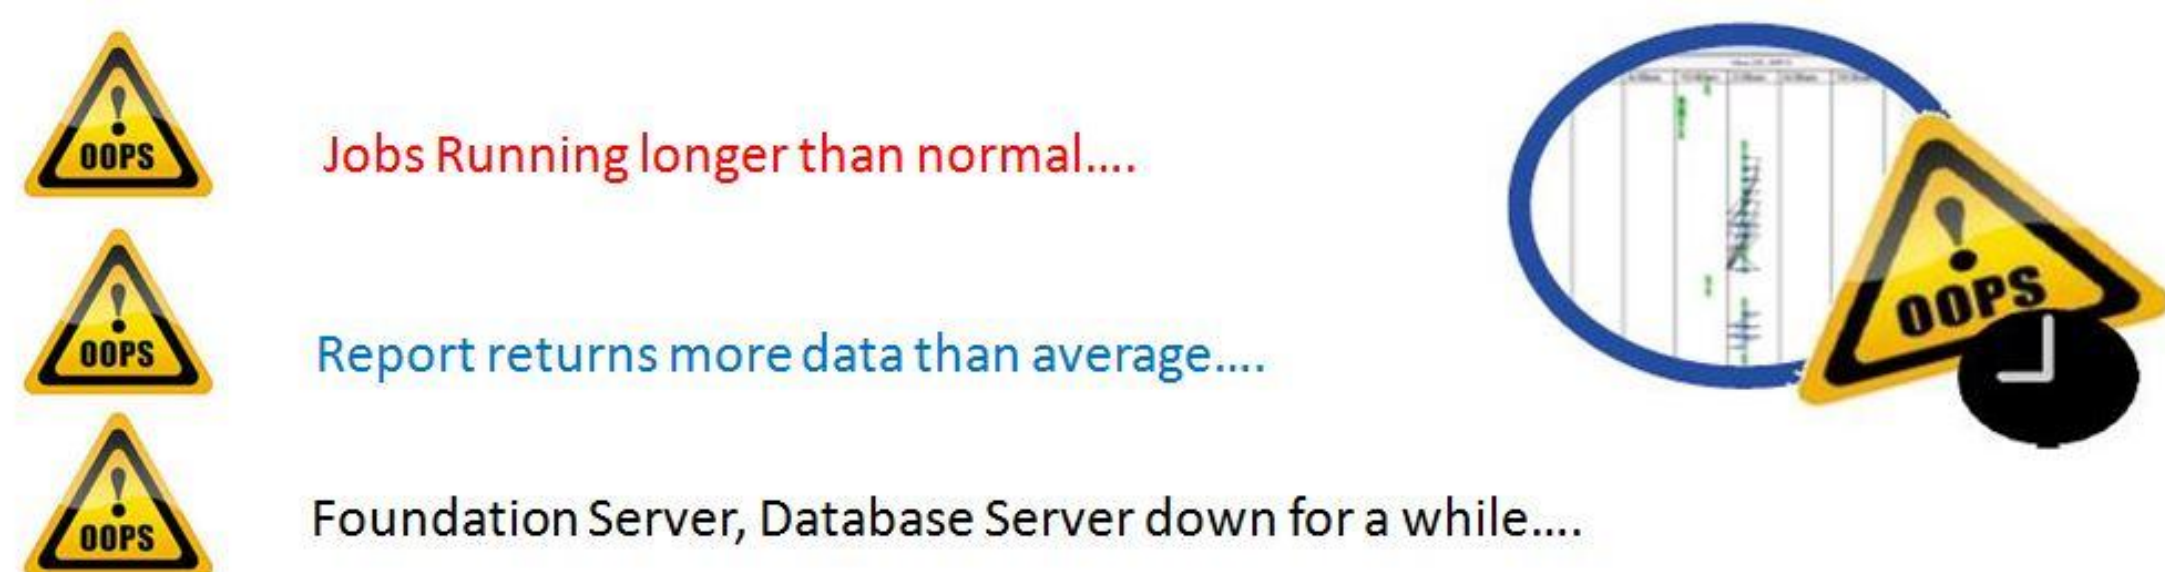 OOPS
Jobs Running longer than normal....
OOPS
Report returns more data than average....
OOPS
Foundation Server, Database Server down for a while....
OOPS